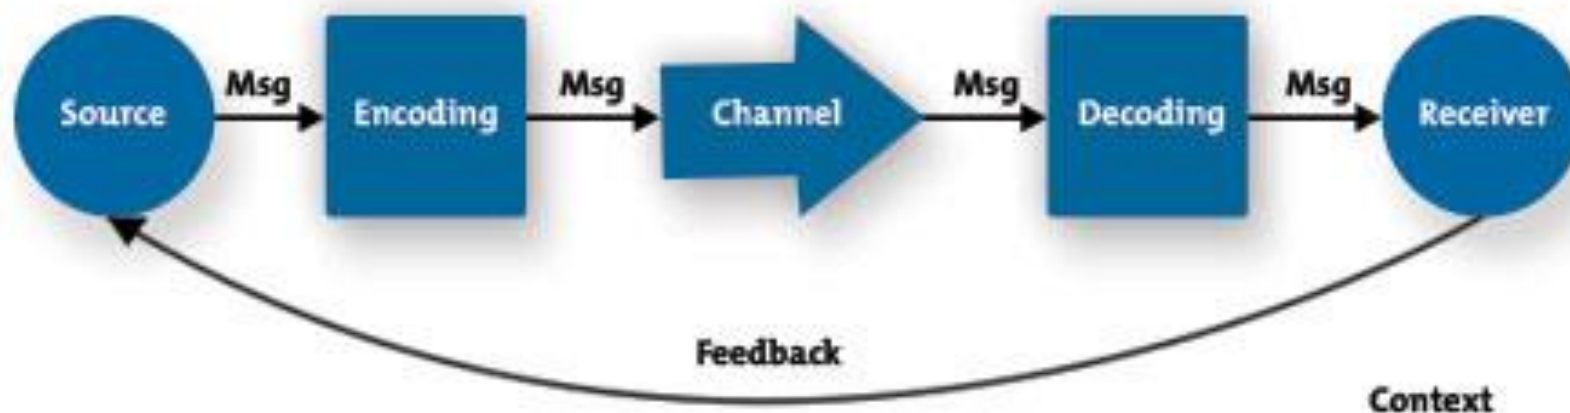 Msg Msg Msg Msg
Source Encoding Channel Decoding Receiver
Feedback
Context